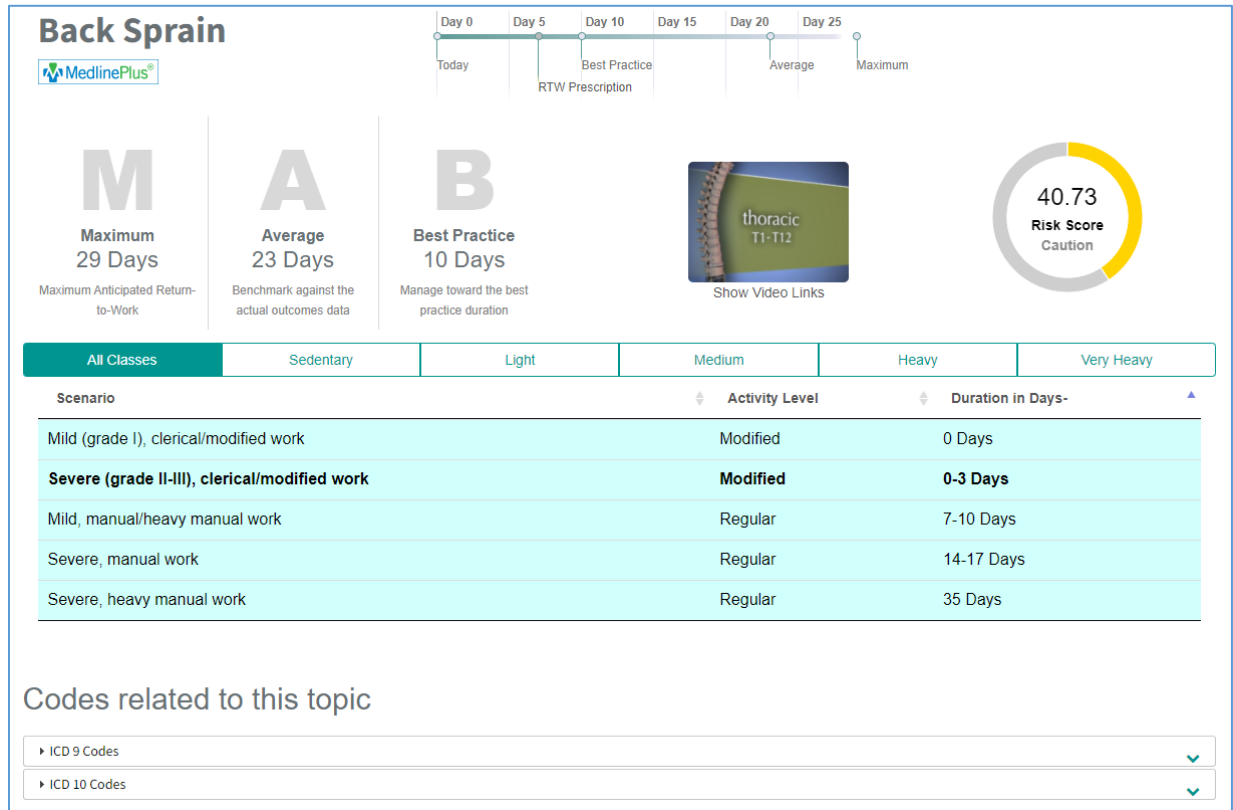 Back Sprain
MedlinePlus®
Day 0 Day 5 Day 10 Day 15 Day 20 Day 25
Today Best Practice Average Maximum
RTW Prescription
M A B
Maximum Average Best Practice
29 Days 23 Days 10 Days
Maximum Anticipated Return- Benchmark against the Manage toward the best
to-Work actual outcomes data practice duration
thoracic
T1-T12
Show Video Links
40.73
Risk Score
Caution
All Classes Sedentary Light Medium Heavy Very Heavy
Scenario Activity Level Duration in Days-
Mild (grade I), clerical/modified work Modified 0 Days
Severe (grade II-III), clerical/modified work Modified 0-3 Days
Mild, manual/heavy manual work Regular 7-10 Days
Severe, manual work Regular 14-17 Days
Severe, heavy manual work Regular 35 Days
Codes related to this topic
ICD 9 Codes
ICD 10 Codes